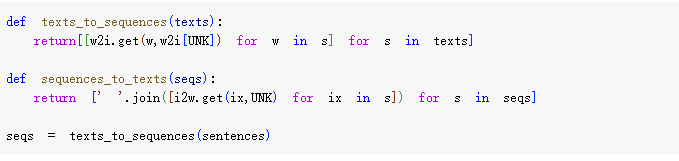 def texts_to_sequences(texts):
    return[[w2i.get(w,w2i[UNK]) for w in s] for s in texts]
def sequences_to_texts(seqs):
    return [' '.join([i2w.get(ix,UNK) for ix in s]) for s in seqs]
seqs = texts_to_sequences(sentences)